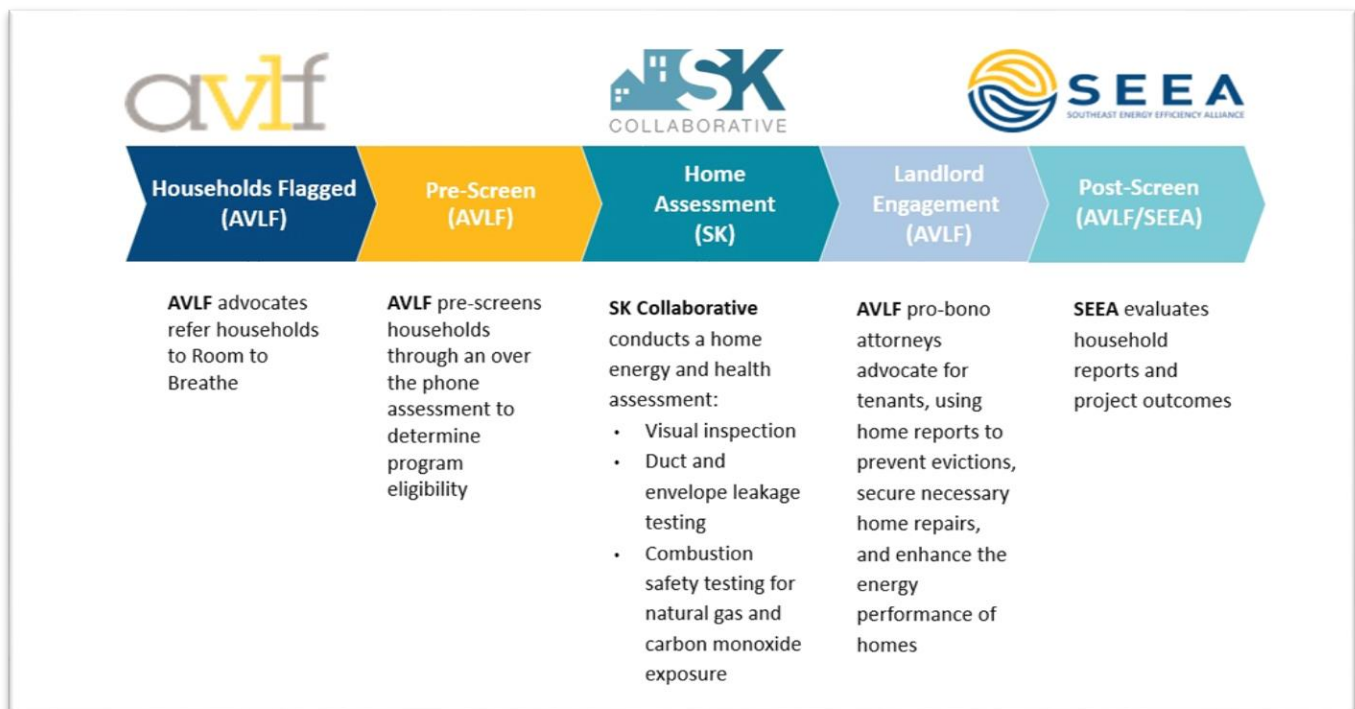 avlf
SK
COLLABORATIVE
SEEA
SOUTHEAST ENERGY EFFICIENCY ALLIANCE
Households Flagged
(AVLF)
Pre-Screen
(AVLF)
Home
Assessment
(SK)
Landlord
Engagement
(AVLF)
Post-Screen
(AVLF/SEEA)
AVLF advocates
refer households
to Room to
Breathe
AVLF pre-screens
households
through an over
the phone
assessment to
determine
program
eligibility
SK Collaborative
conducts a home
energy and health
assessment:
• Visual inspection
• Duct and
envelope leakage
testing
• Combustion
safety testing for
natural gas and
carbon monoxide
exposure
AVLF pro-bono
attorneys
advocate for
tenants, using
home reports to
prevent evictions,
secure necessary
home repairs,
and enhance the
energy
performance of
homes
SEEA evaluates
household
reports and
project outcomes